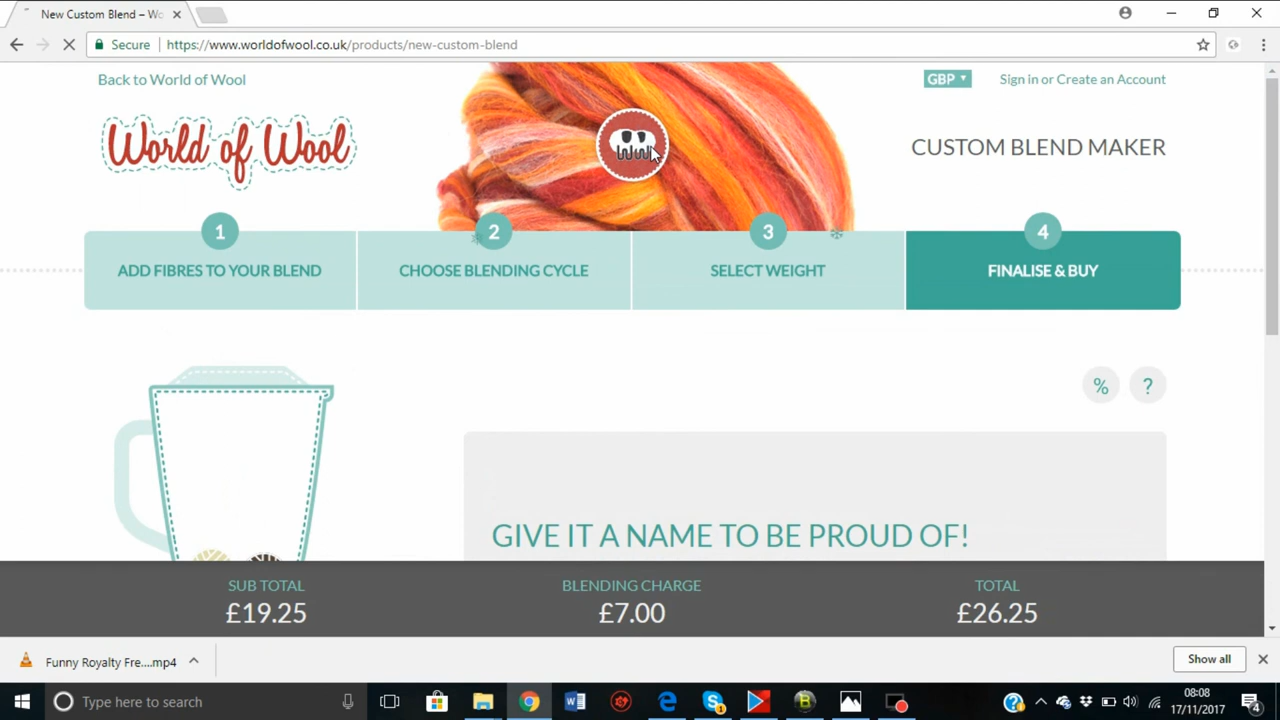 New Custom Blend – Wo
Secure
https://www.worldofwool.co.uk/products/new-custom-blend
Back to World of Wool
GBP
Sign in or Create an Account
World of Wool
CUSTOM BLEND MAKER
1
2
3
4
ADD FIBRES TO YOUR BLEND
CHOOSE BLENDING CYCLE
SELECT WEIGHT
FINALISE & BUY
% ?
GIVE IT A NAME TO BE PROUD OF!
SUB TOTAL
£19.25
BLENDING CHARGE
£7.00
TOTAL
£26.25
Funny Royalty Fre....mp4
Show all
Type here to search
08:08
17/11/2017